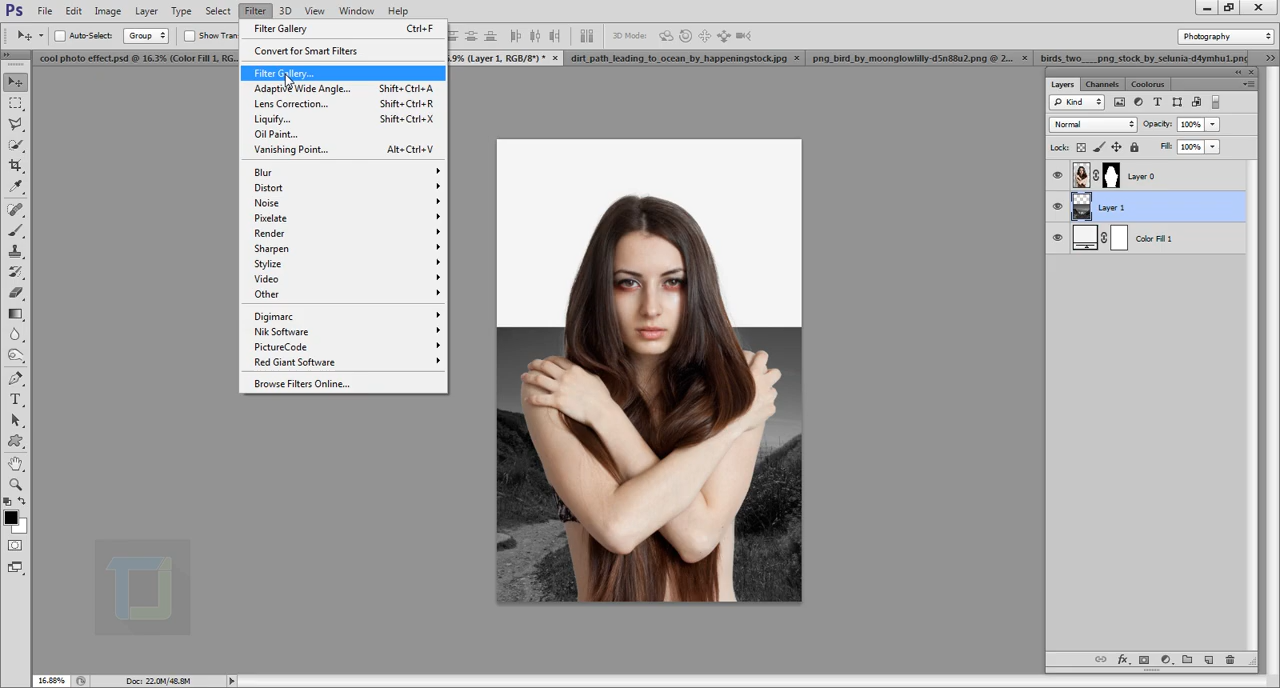 Ps File Edit Image Layer Type Select Filter 3D View Window Help
Auto-Select: Group Show Tran 3D Mode: Photography
cool photo effect.psd @ 16.3% (Color Fill 1, RG... .9% (Layer 1, RGB/8*) * × dirt_path_leading_to_ocean_by_happeningstock.jpg × png_bird_by_moonglowlilly-d5n88u2.png @ 2... × birds_two____png_stock_by_selunia-d4ymhu1.png
Filter Gallery Ctrl+F
Convert for Smart Filters
Filter Gallery...
Adaptive Wide Angle... Shift+Ctrl+A
Lens Correction... Shift+Ctrl+R
Liquify... Shift+Ctrl+X
Oil Paint...
Vanishing Point... Alt+Ctrl+V
Blur
Distort
Noise
Pixelate
Render
Sharpen
Stylize
Video
Other
Digimarc
Nik Software
PictureCode
Red Giant Software
Browse Filters Online...
Layers Channels Coolorus
Kind
Normal Opacity: 100%
Lock: Fill: 100%
Layer 0
Layer 1
Color Fill 1
fx
16.88% Doc: 22.0M/48.8M